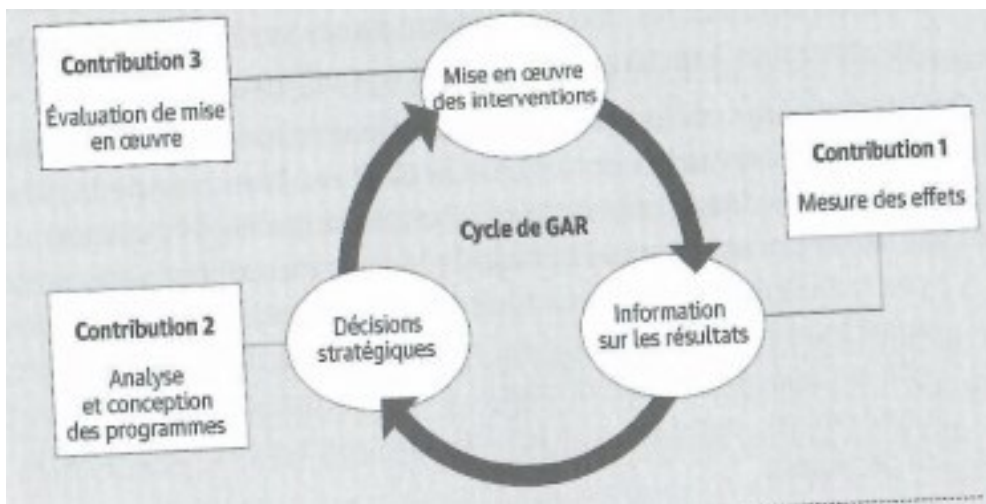 Contribution 3
Évaluation de mise
en œuvre
Mise en œuvre
des interventions
Contribution 1
Mesure des effets
Cycle de GAR
Contribution 2
Analyse
et conception
des programmes
Décisions
stratégiques
Information
sur les résultats